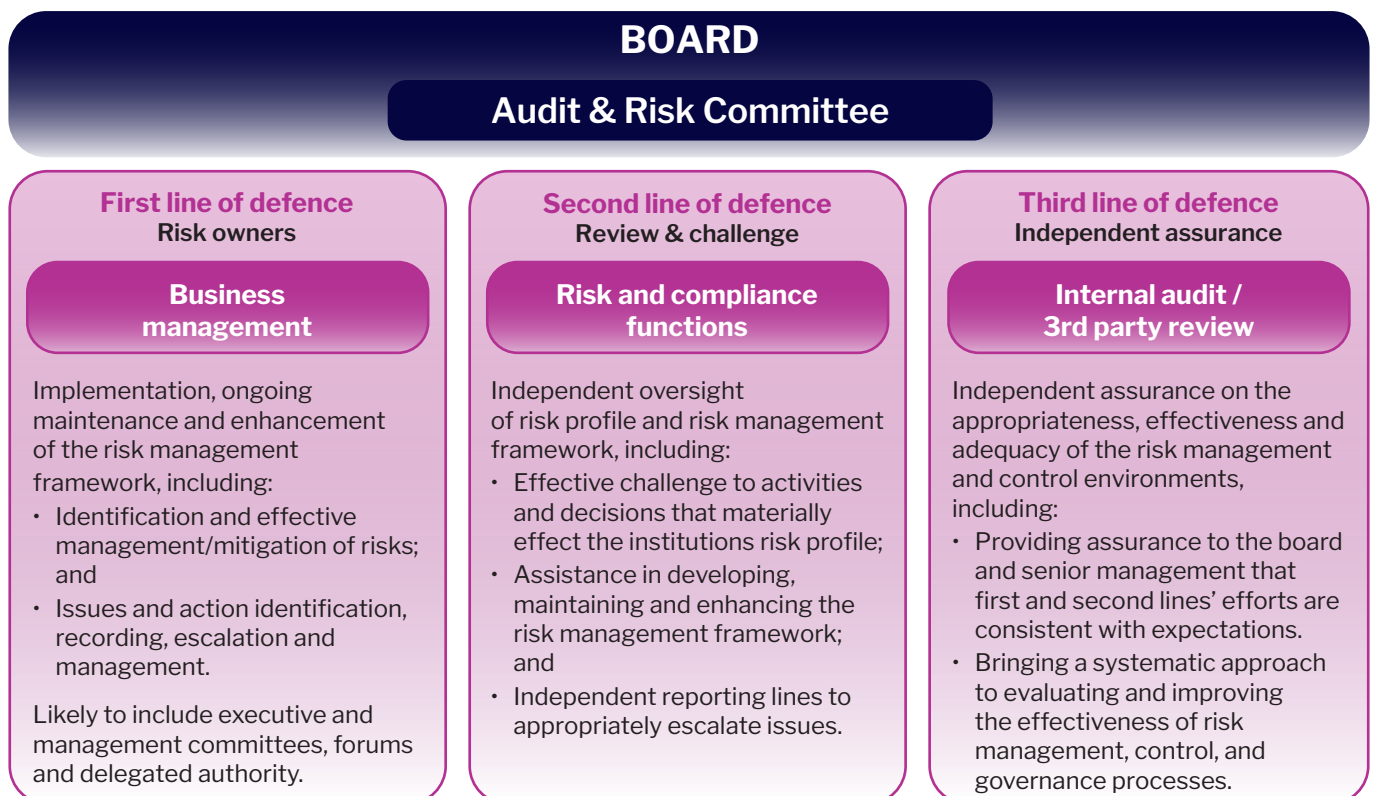 BOARD
Audit & Risk Committee
First line of defence
Risk owners
Business
management
Implementation, ongoing
maintenance and enhancement
of the risk management
framework, including:
• Identification and effective
management/mitigation of risks;
and
• Issues and action identification,
recording, escalation and
management.
Likely to include executive and
management committees, forums
and delegated authority.
Second line of defence
Review & challenge
Risk and compliance
functions
Independent oversight
of risk profile and risk management
framework, including:
• Effective challenge to activities
and decisions that materially
effect the institutions risk profile;
• Assistance in developing,
maintaining and enhancing the
risk management framework;
and
• Independent reporting lines to
appropriately escalate issues.
Third line of defence
Independent assurance
Internal audit /
3rd party review
Independent assurance on the
appropriateness, effectiveness and
adequacy of the risk management
and control environments,
including:
• Providing assurance to the board
and senior management that
first and second lines’ efforts are
consistent with expectations.
• Bringing a systematic approach
to evaluating and improving
the effectiveness of risk
management, control, and
governance processes.